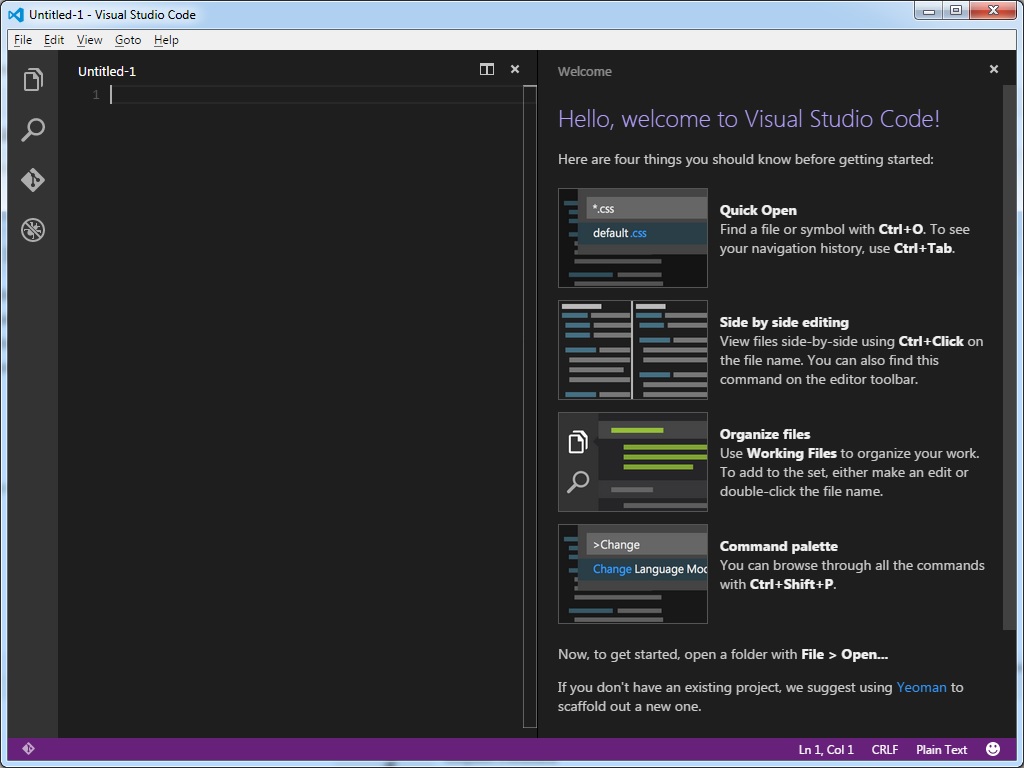 Untitled-1 - Visual Studio Code
File Edit View Goto Help
Untitled-1
1
Welcome
Hello, welcome to Visual Studio Code!
Here are four things you should know before getting started:
*.css
default.css
Quick Open
Find a file or symbol with Ctrl+O. To see
your navigation history, use Ctrl+Tab.
Side by side editing
View files side-by-side using Ctrl+Click on
the file name. You can also find this
command on the editor toolbar.
Organize files
Use Working Files to organize your work.
To add to the set, either make an edit or
double-click the file name.
>Change
Change Language Moc
Command palette
You can browse through all the commands
with Ctrl+Shift+P.
Now, to get started, open a folder with File > Open...
If you don't have an existing project, we suggest using Yeoman to
scaffold out a new one.
Ln 1, Col 1 CRLF Plain Text